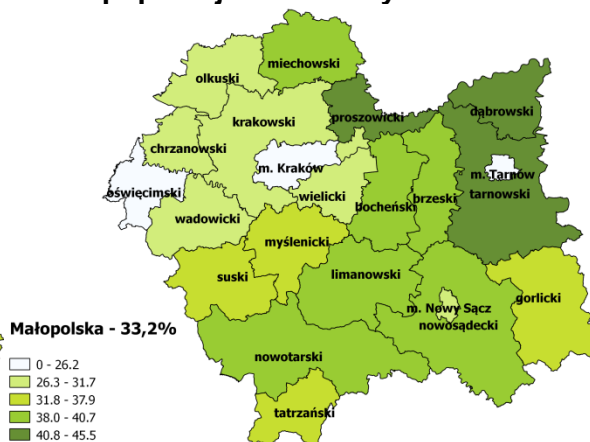 miechowski
olkuski
proszowicki
dąbrowski
krakowski
chrzanowski
m. Kraków
m. Tarnów
oświęcimski
wielicki
tarnowski
bocheński
brzeski
wadowicki
myślenicki
suski
limanowski
gorlicki
m. Nowy Sącz
nowosądecki
Małopolska - 33,2%
nowotarski
0 - 26.2
26.3 - 31.7
31.8 - 37.9
38.0 - 40.7
40.8 - 45.5
tatrzański